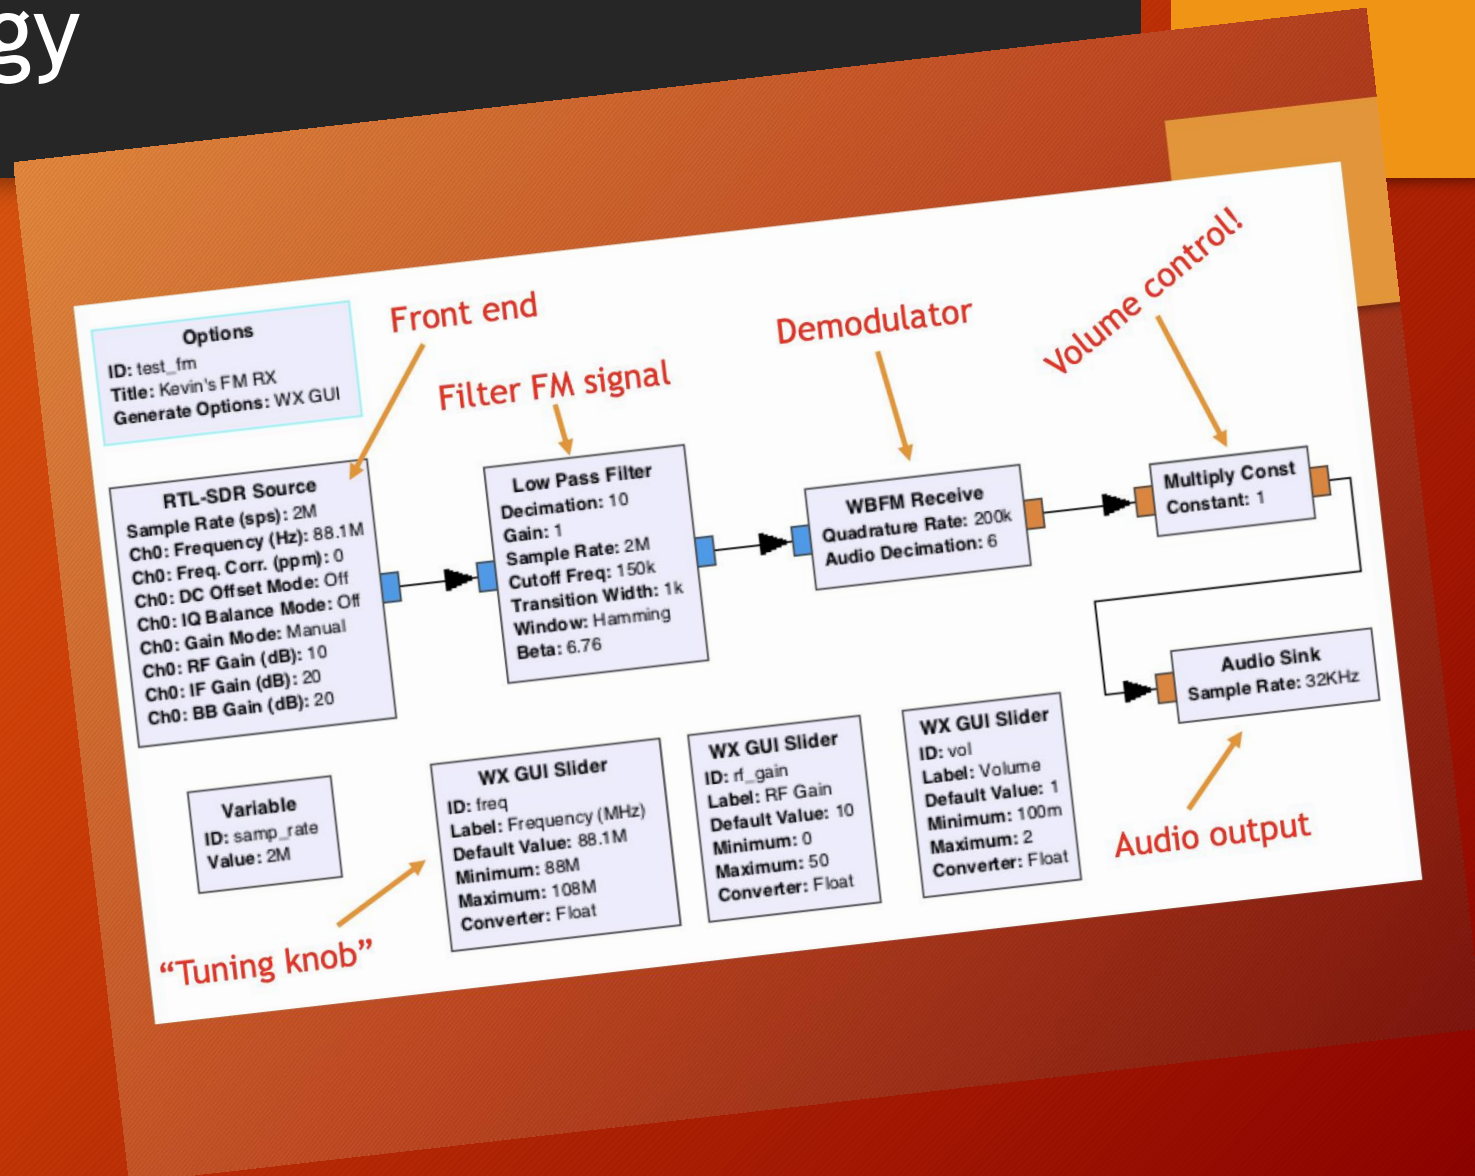 gy
Options
ID: test_fm
Title: Kevin's FM RX
Generate Options: WX GUI
Front end
Filter FM signal
Demodulator
Volume control!
RTL-SDR Source
Sample Rate (sps): 2M
Ch0: Frequency (Hz): 88.1M
Ch0: Freq. Corr. (ppm): 0
Ch0: DC Offset Mode: Off
Ch0: IQ Balance Mode: Off
Ch0: Gain Mode: Manual
Ch0: RF Gain (dB): 10
Ch0: IF Gain (dB): 20
Ch0: BB Gain (dB): 20
Low Pass Filter
Decimation: 10
Gain: 1
Sample Rate: 2M
Cutoff Freq: 150k
Transition Width: 1k
Window: Hamming
Beta: 6.76
WBFM Receive
Quadrature Rate: 200k
Audio Decimation: 6
Multiply Const
Constant: 1
Audio Sink
Sample Rate: 32KHz
Audio output
Variable
ID: samp_rate
Value: 2M
"Tuning knob"
WX GUI Slider
ID: freq
Label: Frequency (MHz)
Default Value: 88.1M
Minimum: 88M
Maximum: 108M
Converter: Float
WX GUI Slider
ID: rf_gain
Label: RF Gain
Default Value: 10
Minimum: 0
Maximum: 50
Converter: Float
WX GUI Slider
ID: vol
Label: Volume
Default Value: 1
Minimum: 100m
Maximum: 2
Converter: Float